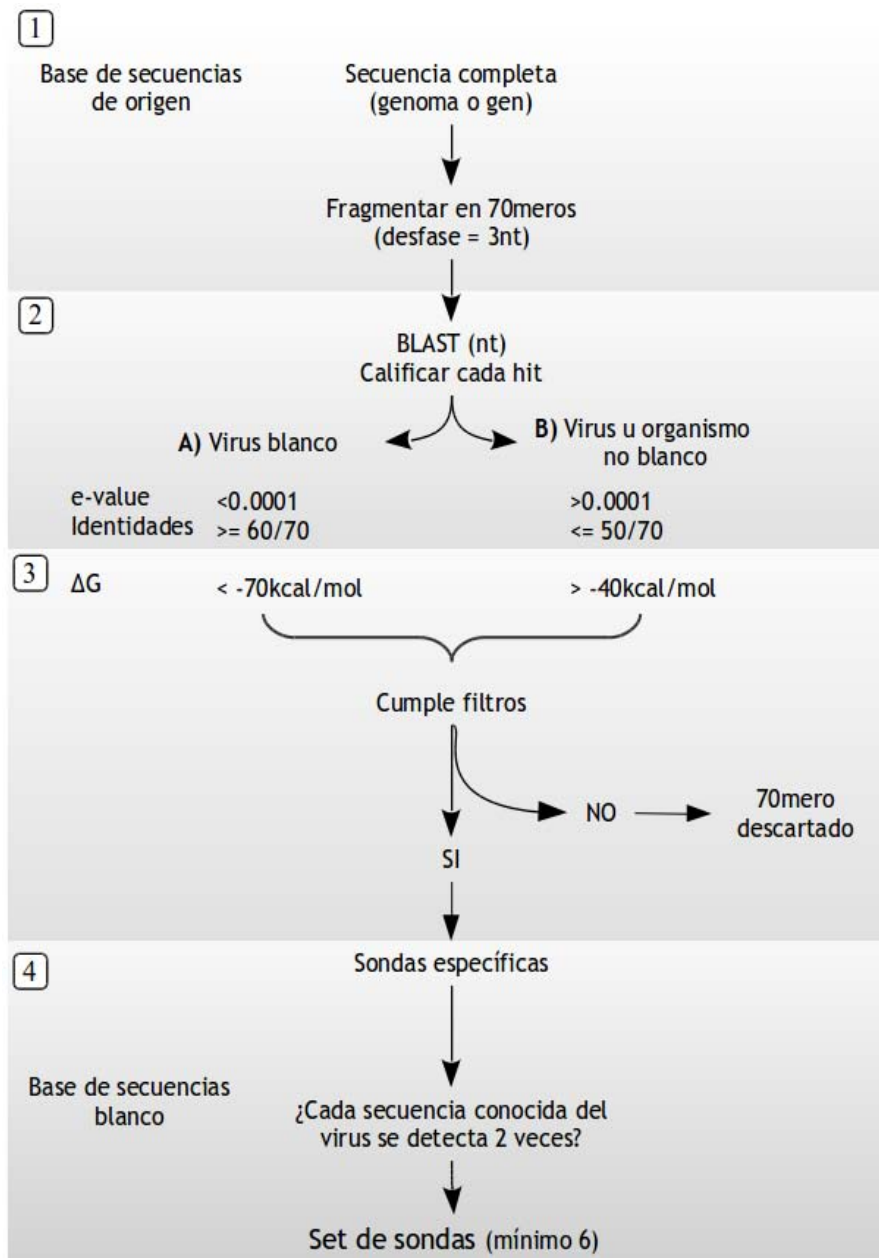 1
Base de secuencias
de origen
Secuencia completa
(genoma o gen)
Fragmentar en 70meros
(desfase = 3nt)
2
BLAST (nt)
Calificar cada hit
A) Virus blanco
B) Virus u organismo
no blanco
e-value <0.0001 >0.0001
Identidades >= 60/70 <= 50/70
3
ΔG < -70kcal/mol > -40kcal/mol
Cumple filtros
NO
70mero
descartado
SI
4
Sondas específicas
Base de secuencias
blanco
¿Cada secuencia conocida del
virus se detecta 2 veces?
Set de sondas (mínimo 6)